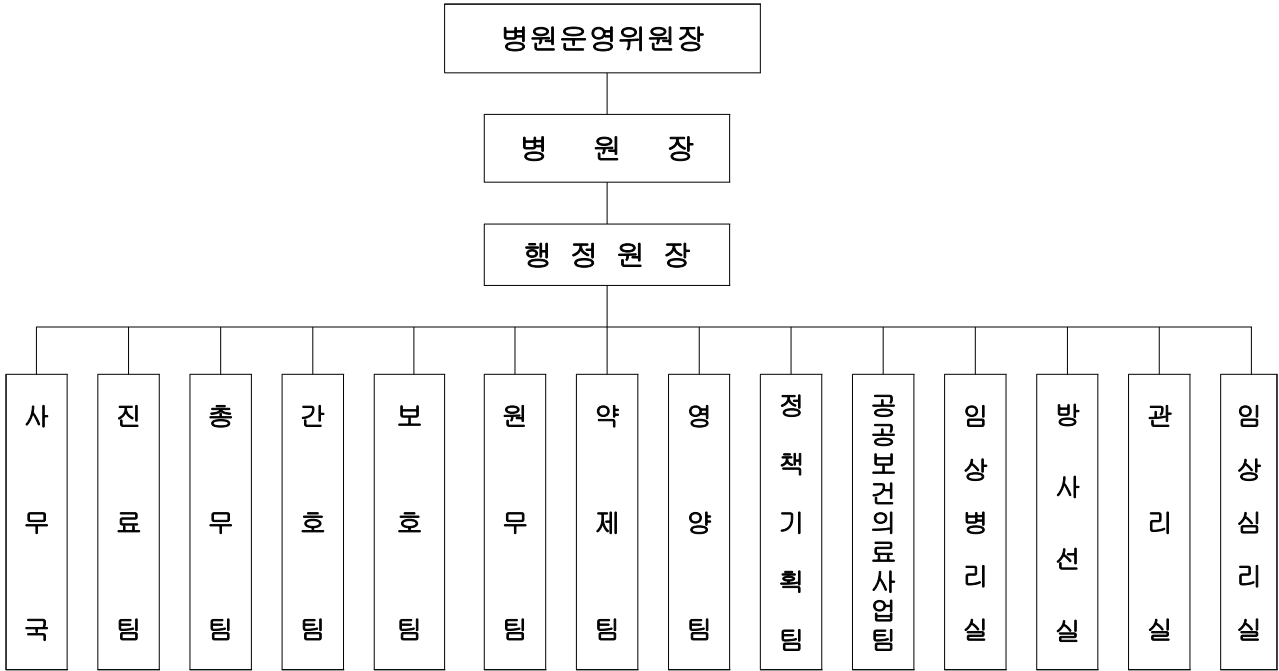 병원운영위원장
병 원 장
행 정 원 장
사무국
진료팀
총무팀
간호팀
보호팀
원무팀
약제팀
영양팀
정책기획팀
공공보건의료사업팀
임상병리실
방사선실
관리실
임상심리실